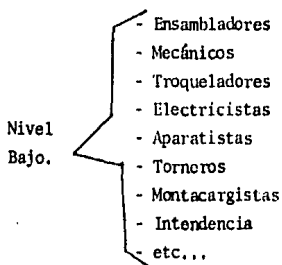 Nivel
Bajo.
- Ensambladores
- Mecánicos
- Troqueladores
- Electricistas
- Aparatistas
- Torneros
- Montacargistas
- Intendencia
- etc...